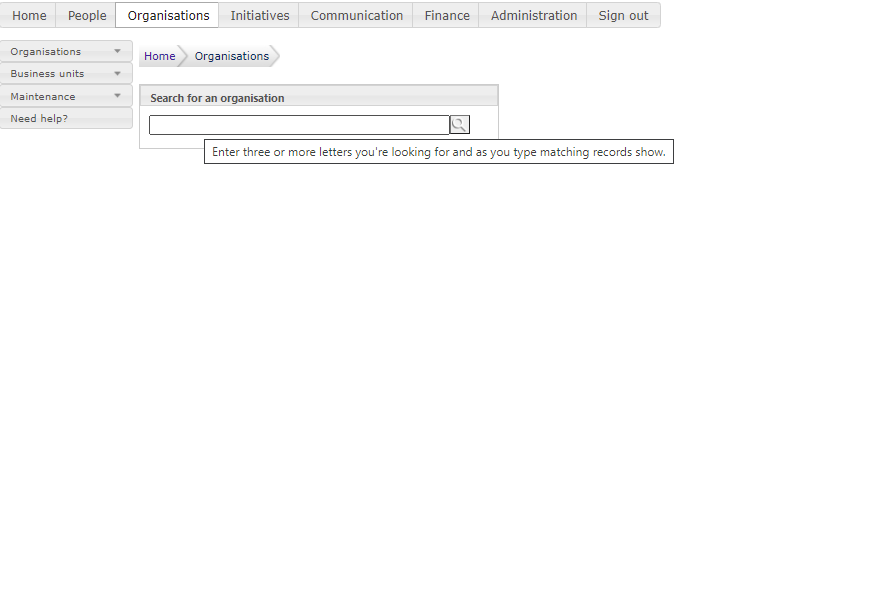 Home People Organisations Initiatives Communication Finance Administration Sign out
Organisations
Business units
Maintenance
Need help?
Home Organisations
Search for an organisation
Enter three or more letters you're looking for and as you type matching records show.